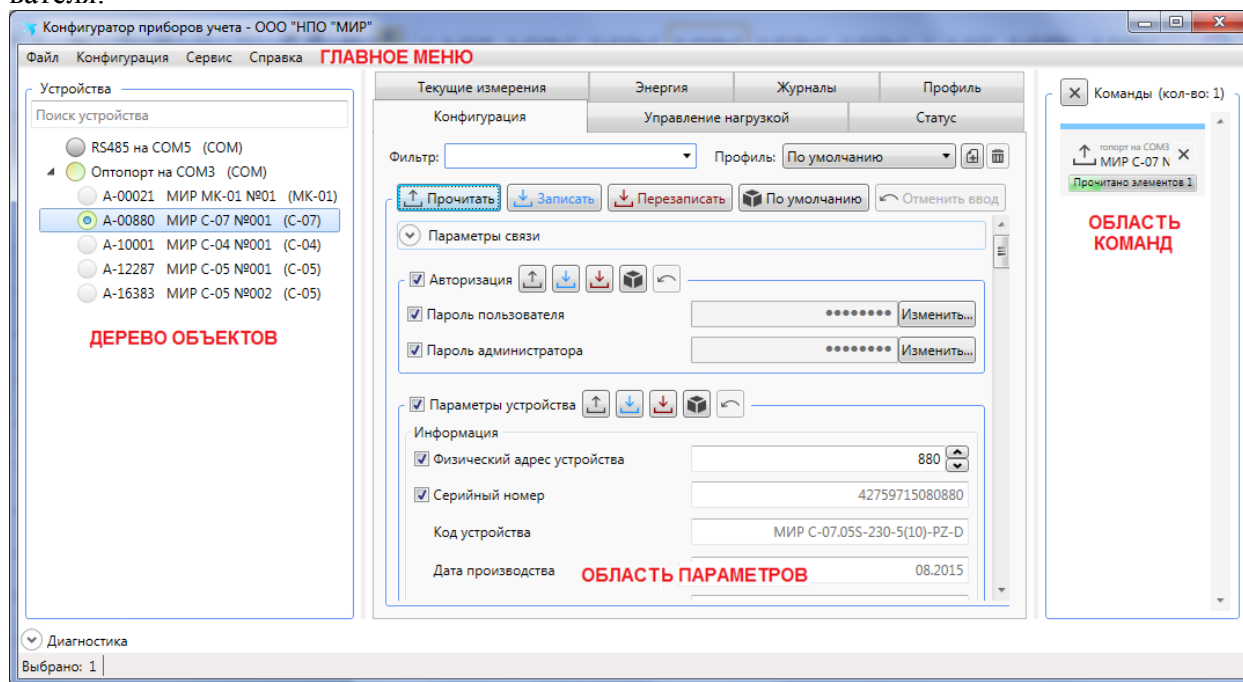 вателя.
Конфигуратор приборов учета - ООО "НПО "МИР"
Файл Конфигурация Сервис Справка ГЛАВНОЕ МЕНЮ
Устройства
Поиск устройства
RS485 на COM5 (COM)
Оптопорт на COM3 (COM)
A-00021 МИР МК-01 №01 (МК-01)
A-00880 МИР С-07 №001 (С-07)
A-10001 МИР С-04 №001 (С-04)
A-12287 МИР С-05 №001 (С-05)
A-16383 МИР С-05 №002 (С-05)
ДЕРЕВО ОБЪЕКТОВ
Текущие измерения Энергия Журналы Профиль
Конфигурация Управление нагрузкой Статус
Фильтр: Профиль: По умолчанию
Прочитать Записать Перезаписать По умолчанию Отменить ввод
Параметры связи
Авторизация
Пароль пользователя •••••••• Изменить...
Пароль администратора •••••••• Изменить...
Параметры устройства
Информация
Физический адрес устройства 880
Серийный номер 42759715080880
Код устройства МИР С-07.05S-230-5(10)-PZ-D
Дата производства 08.2015
ОБЛАСТЬ ПАРАМЕТРОВ
Команды (кол-во: 1)
топорт на COM3
МИР С-07 N
Прочитано элементов 1
ОБЛАСТЬ
КОМАНД
Диагностика
Выбрано: 1